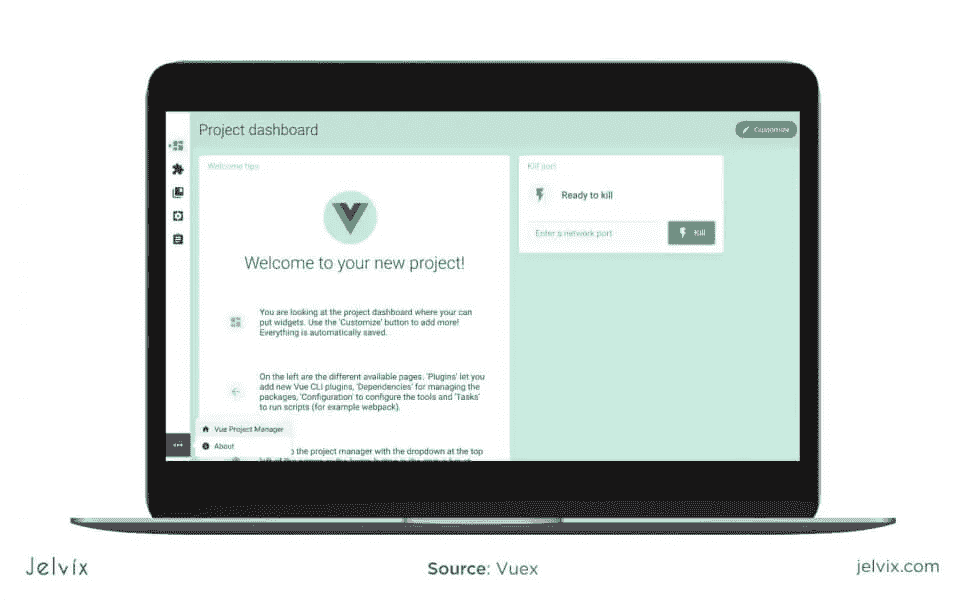 Project dashboard
Customize
Welcome tips
Kill port
Ready to kill
Enter a network port
Kill
Welcome to your new project!
You are looking at the project dashboard where your can
put widgets. Use the 'Customize' button to add more!
Everything is automatically saved.
On the left are the different available pages. 'Plugins' let you
add new Vue CLI plugins, 'Dependencies' for managing the
packages, 'Configuration' to configure the tools and 'Tasks'
to run scripts (for example webpack).
Vue Project Manager
About
the project manager with the dropdown at the top
Jelvix
Source: Vuex
jelvix.com